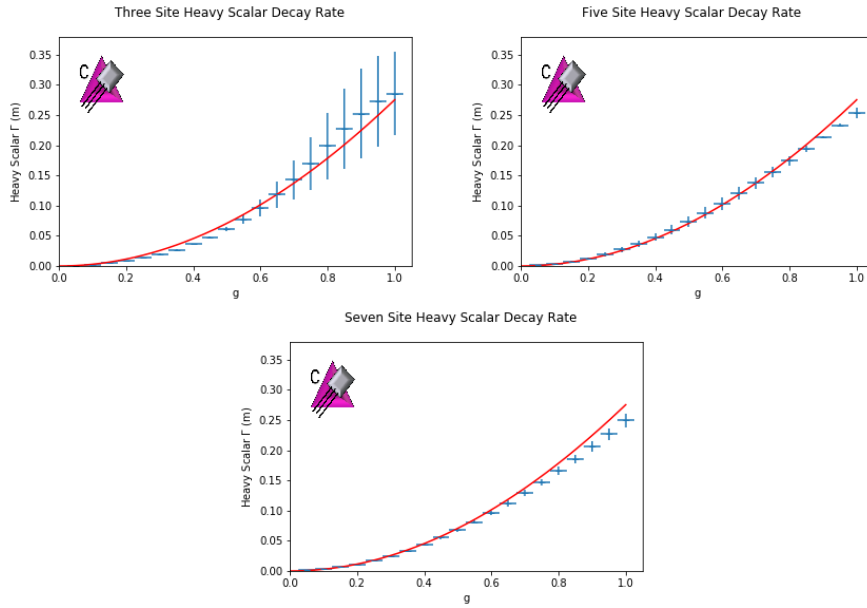 Three Site Heavy Scalar Decay Rate
Heavy Scalar Γ (m)
0.35
0.30
0.25
0.20
0.15
0.10
0.05
0.00
C
0.0 0.2 0.4 0.6 0.8 1.0
g
Five Site Heavy Scalar Decay Rate
Heavy Scalar Γ (m)
0.35
0.30
0.25
0.20
0.15
0.10
0.05
0.00
C
0.0 0.2 0.4 0.6 0.8 1.0
g
Seven Site Heavy Scalar Decay Rate
Heavy Scalar Γ (m)
0.35
0.30
0.25
0.20
0.15
0.10
0.05
0.00
C
0.0 0.2 0.4 0.6 0.8 1.0
g